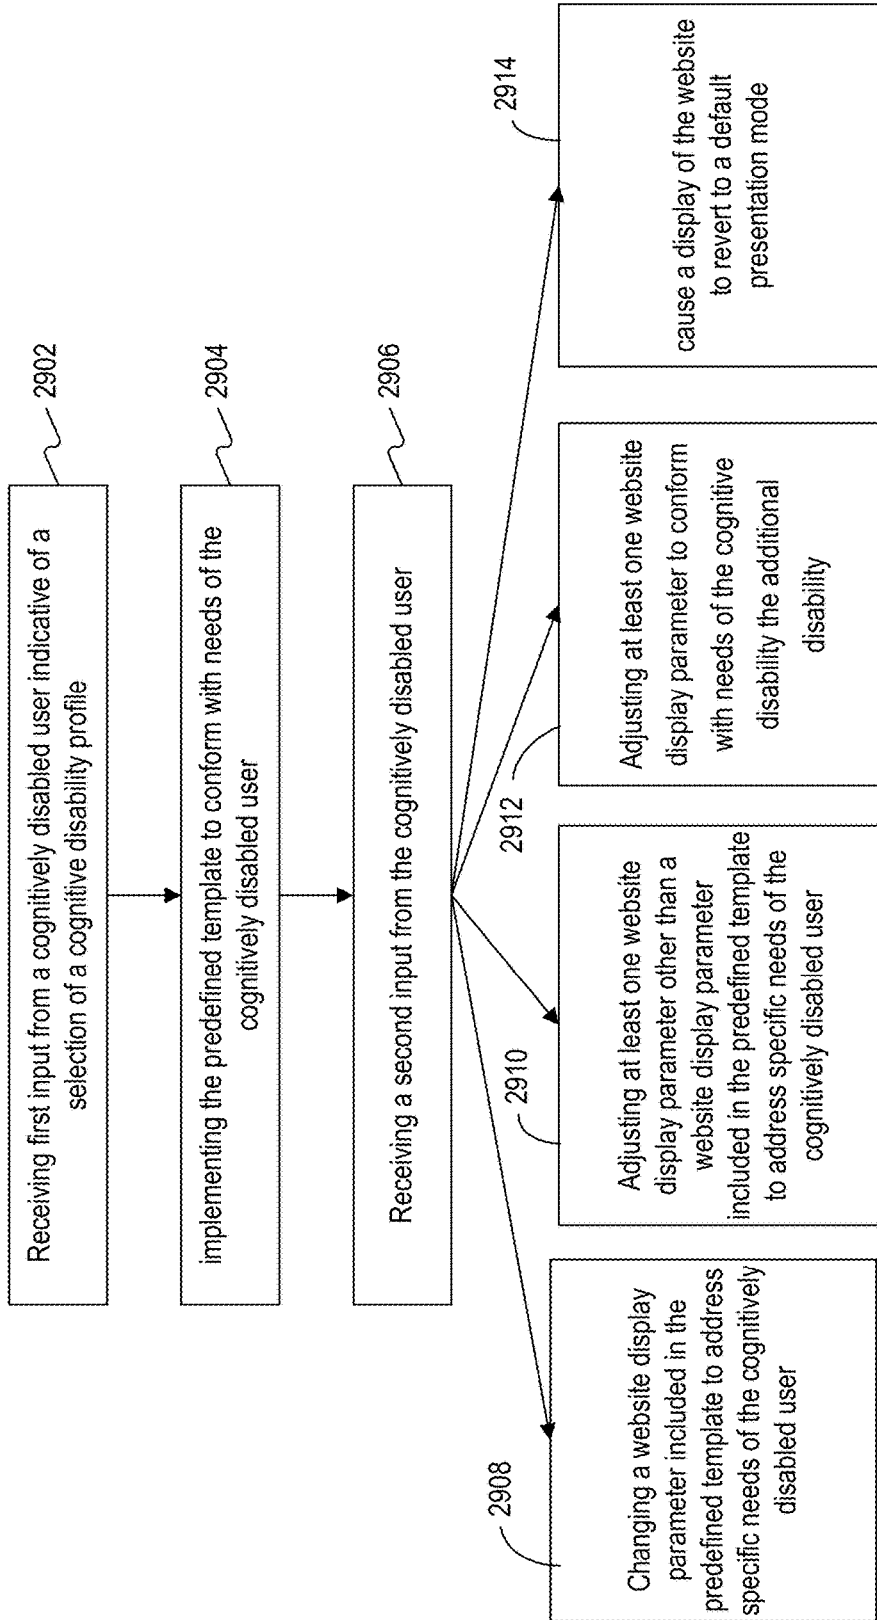 Receiving first input from a cognitively disabled user indicative of a
selection of a cognitive disability profile
2902
implementing the predefined template to conform with needs of the
cognitively disabled user
2904
Receiving a second input from the cognitively disabled user
2906
2908
Changing a website display
parameter included in the
predefined template to address
specific needs of the cognitively
disabled user
2910
Adjusting at least one website
display parameter other than a
website display parameter
included in the predefined template
to address specific needs of the
cognitively disabled user
2912
Adjusting at least one website
display parameter to conform
with needs of the cognitive
disability the additional
disability
2914
cause a display of the website
to revert to a default
presentation mode